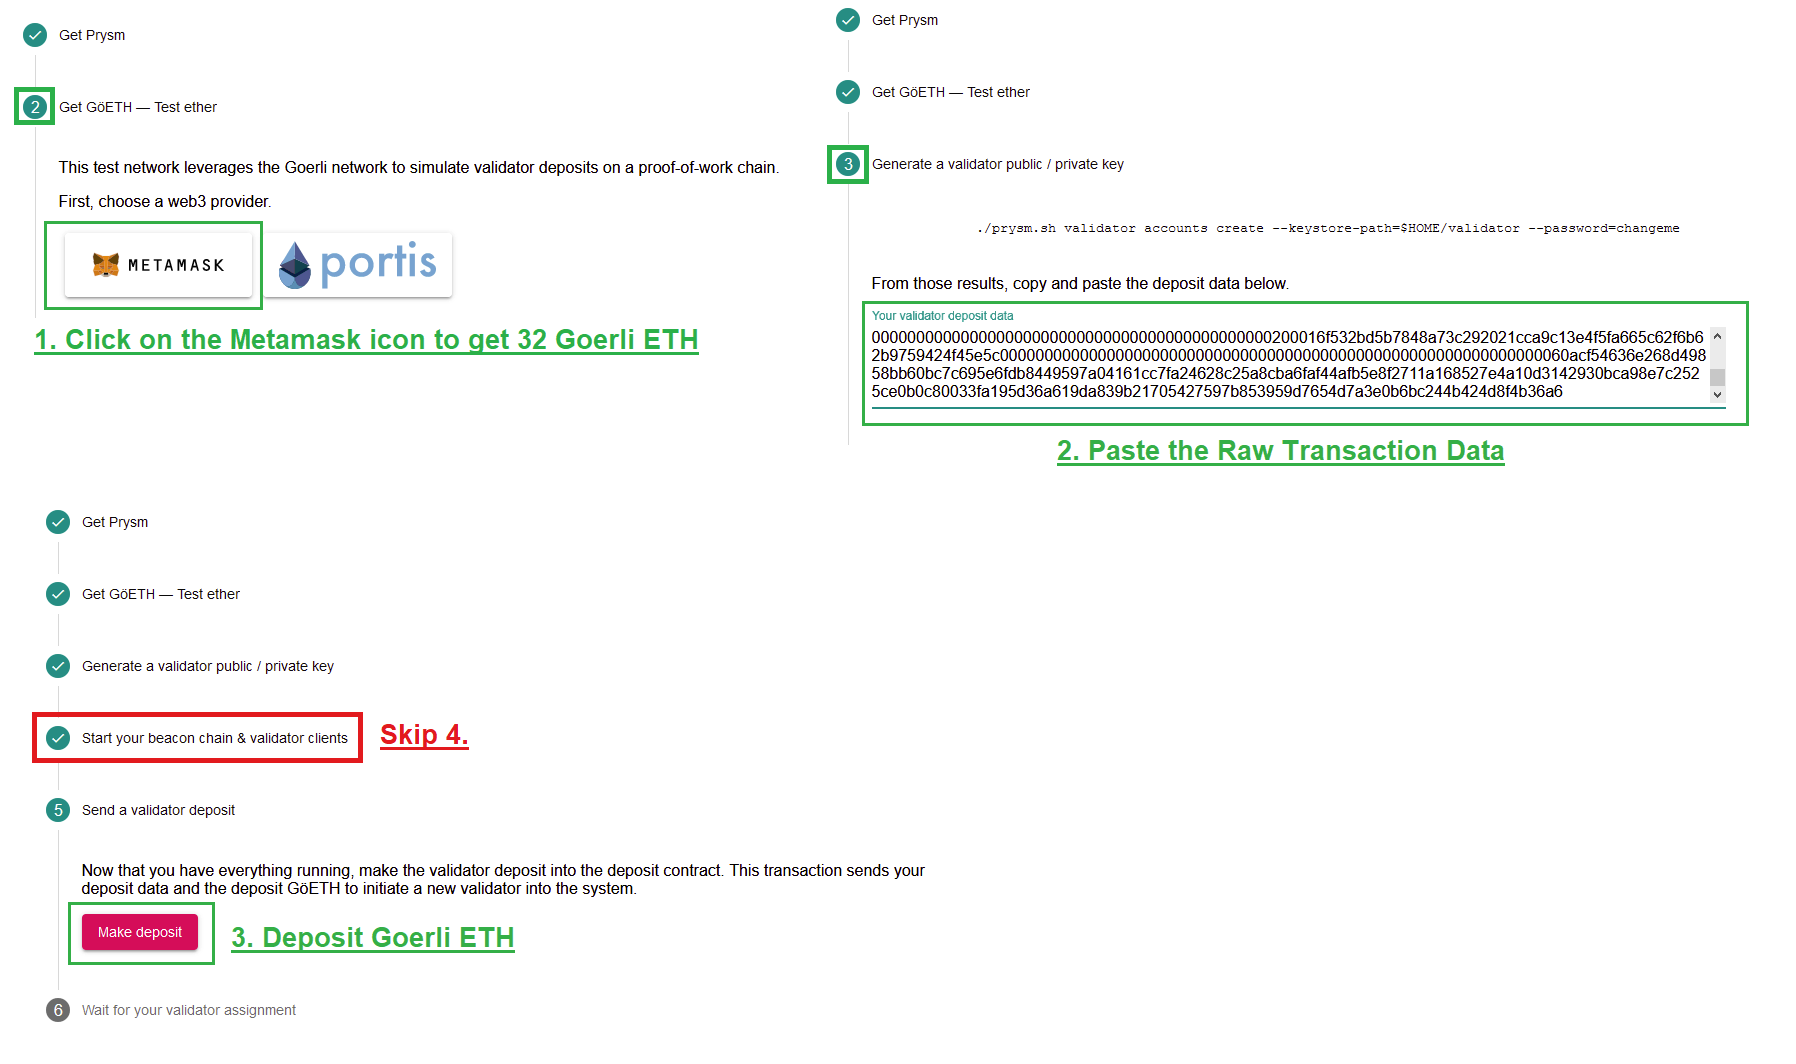 Get Prysm
2
Get GöETH — Test ether
This test network leverages the Goerli network to simulate validator deposits on a proof-of-work chain.
First, choose a web3 provider.
METAMASK
portis
1. Click on the Metamask icon to get 32 Goerli ETH
Get Prysm
Get GöETH — Test ether
3
Generate a validator public / private key
./prysm.sh validator accounts create --keystore-path=$HOME/validator --password=changeme
From those results, copy and paste the deposit data below.
Your validator deposit data
000000000000000000000000000000000000000000000200016f532bd5b7848a73c292021cca9c13e4f5fa665c62f6b6
2b9759424f45e5c0000000000000000000000000000000000000000000000000000000000000060acf54636e268d498
58bb60bc7c695e6fdb8449597a04161cc7fa24628c25a8cba6faf44afb5e8f2711a168527e4a10d3142930bca98e7c252
5ce0b0c80033fa195d36a619da839b21705427597b853959d7654d7a3e0b6bc244b424d8f4b36a6
2. Paste the Raw Transaction Data
Get Prysm
Get GöETH — Test ether
Generate a validator public / private key
Start your beacon chain & validator clients
Skip 4.
5
Send a validator deposit
Now that you have everything running, make the validator deposit into the deposit contract. This transaction sends your
deposit data and the deposit GöETH to initiate a new validator into the system.
Make deposit
3. Deposit Goerli ETH
6
Wait for your validator assignment